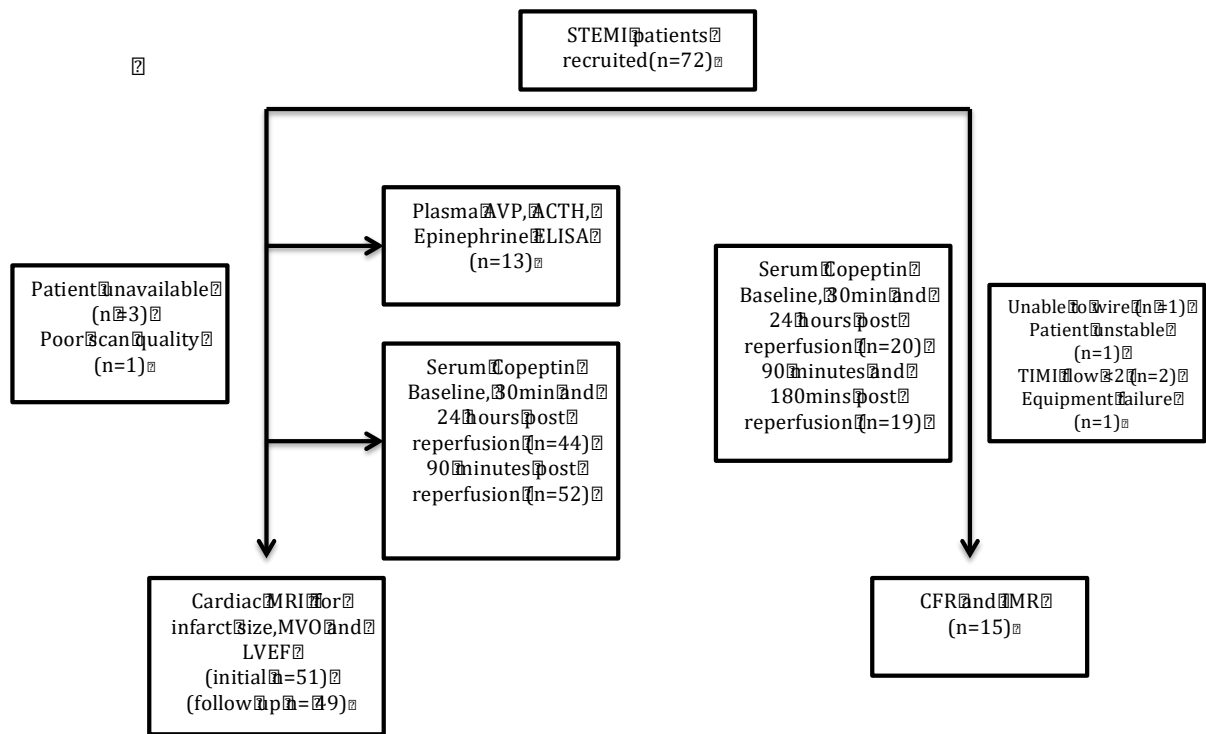 STEMI patients
recruited(n=72)
Plasma AVP, ACTH,
Epinephrine ELISA
(n=13)
Patient unavailable
(n =3)
Poor scan quality
(n=1)
Serum Copeptin
Baseline, 30min and
24 hours post
reperfusion (n=44)
90 minutes post
reperfusion (n=52)
Serum Copeptin
Baseline, 30min and
24 hours post
reperfusion (n=20)
90 minutes and
180mins post
reperfusion (n=19)
Unable to wire (n =1)
Patient unstable
(n=1)
TIMI flow <2 (n=2)
Equipment failure
(n=1)
Cardiac MRI for
infarct size,MVO and
LVEF
(initial n=51)
(follow up n= 49)
CFR and IMR
(n=15)